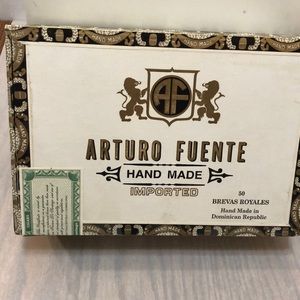 AF
ARTURO FUENTE
HAND MADE
IMPORTED
50
BREVAS ROYALES
Hand Made in
Dominican Republic